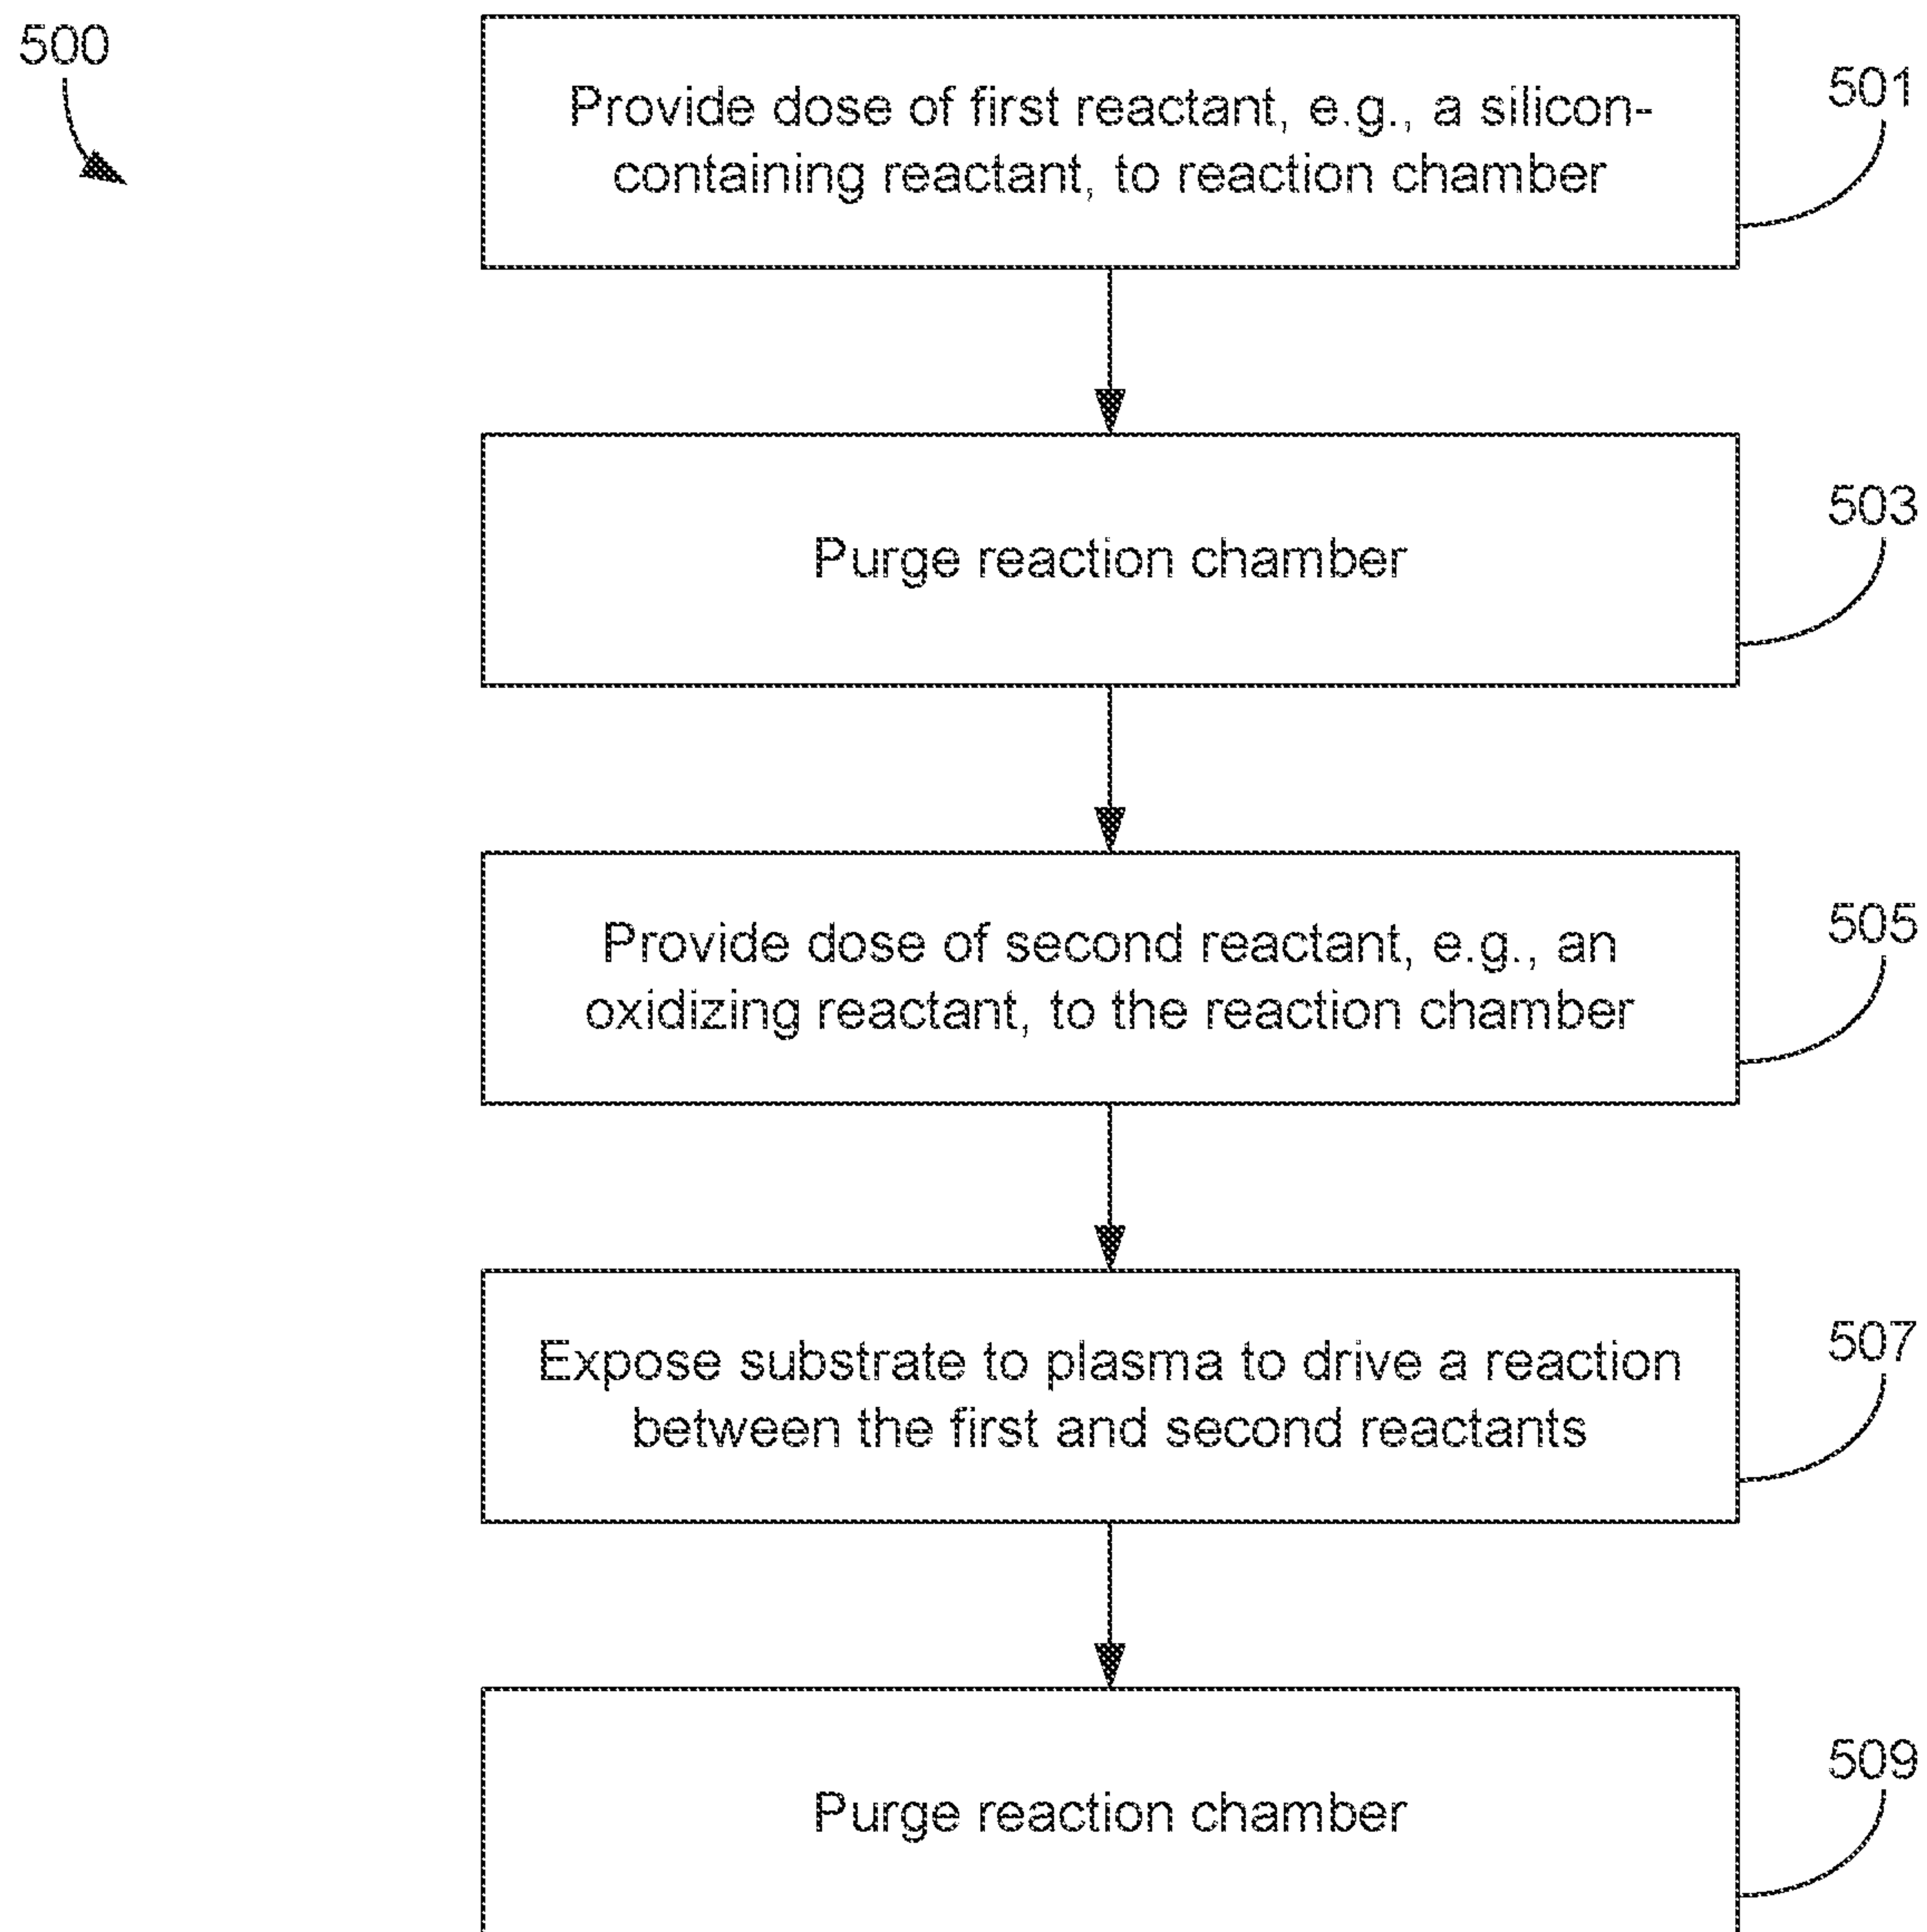 500
Provide dose of first reactant, e.g., a silicon-
containing reactant, to reaction chamber
501
Purge reaction chamber
503
Provide dose of second reactant, e.g., an
oxidizing reactant, to the reaction chamber
505
Expose substrate to plasma to drive a reaction
between the first and second reactants
507
Purge reaction chamber
509